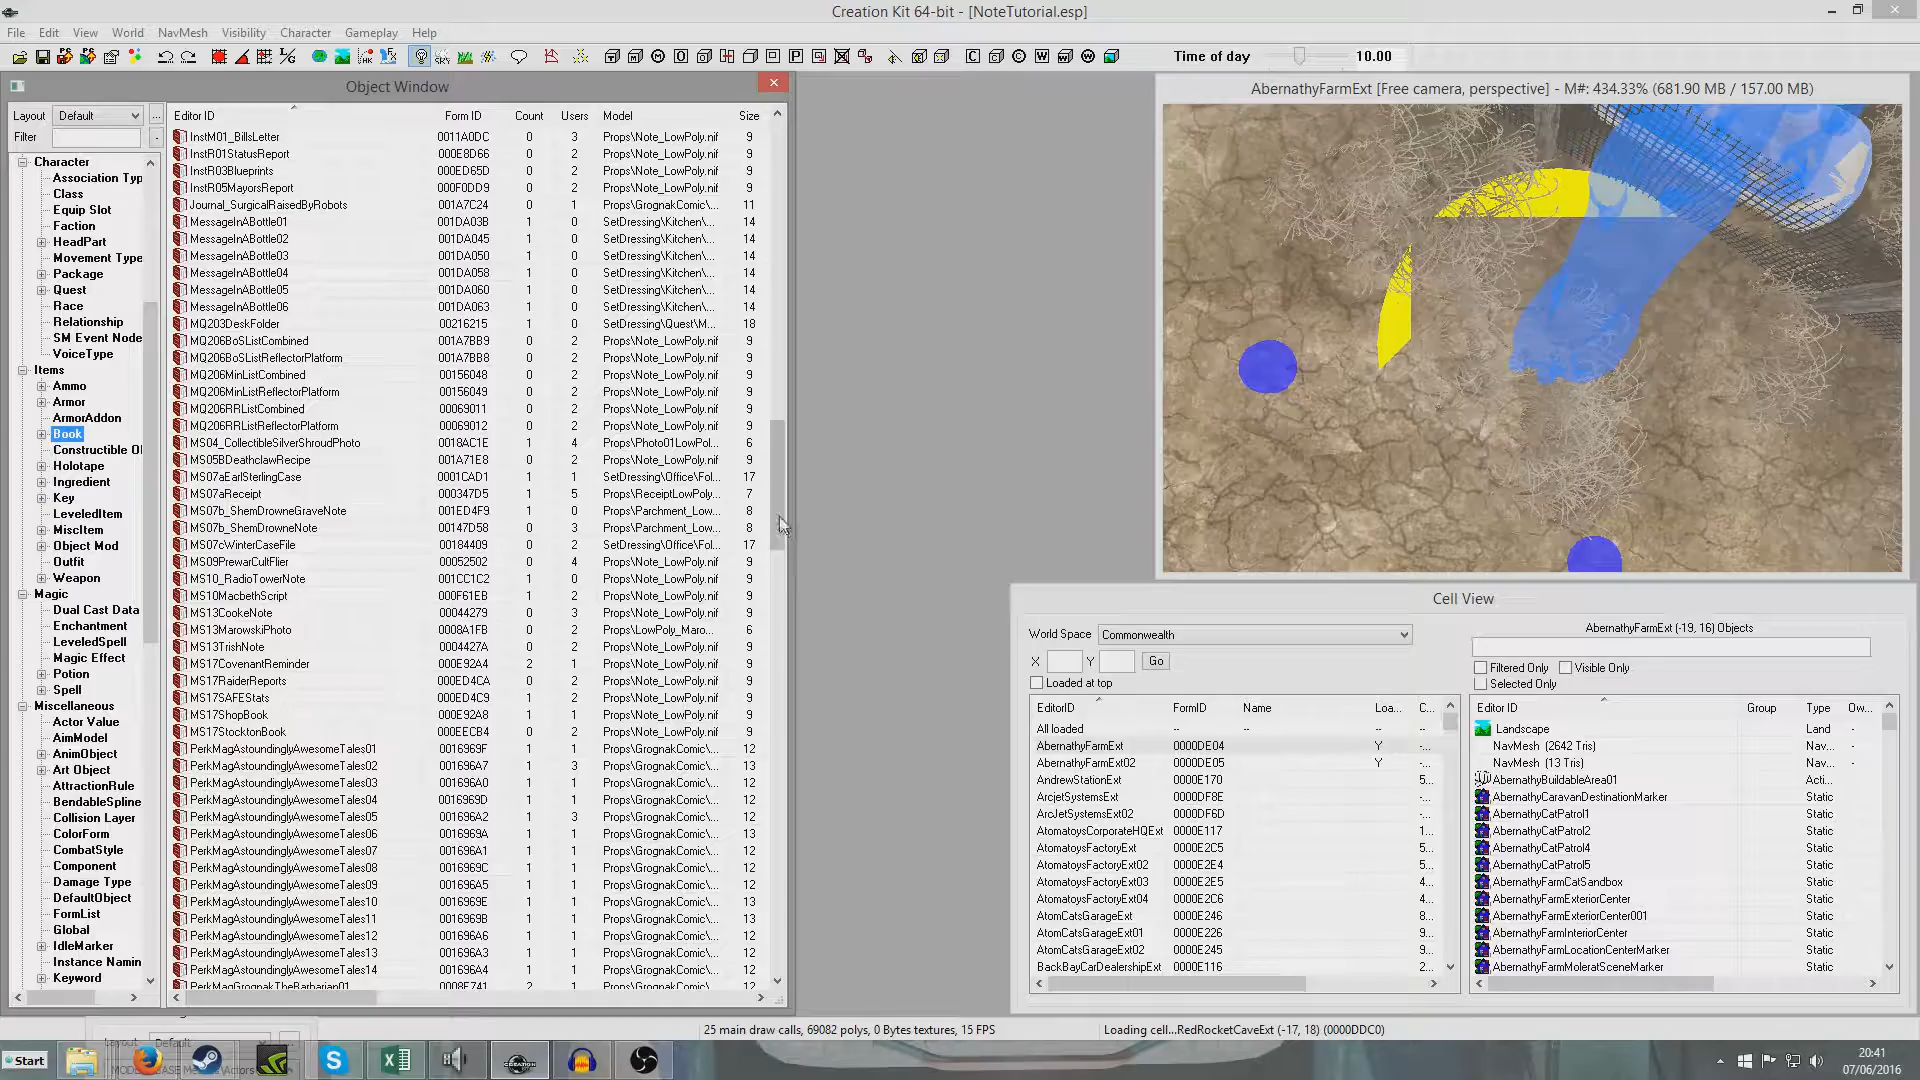 Creation Kit 64-bit - [NoteTutorial.esp]
File Edit View World NavMesh Visibility Character Gameplay Help
Time of day 10.00
Object Window
Layout Default ...
Filter
Character
Association Typ
Class
Equip Slot
Faction
HeadPart
Movement Type
Package
Quest
Race
Relationship
SM Event Node
VoiceType
Items
Ammo
Armor
ArmorAddon
Book
Constructible Ol
Holotape
Ingredient
Key
LeveledItem
MiscItem
Object Mod
Outfit
Weapon
Magic
Dual Cast Data
Enchantment
LeveledSpell
Magic Effect
Potion
Spell
Miscellaneous
Actor Value
AimModel
AnimObject
Art Object
AttractionRule
BendableSpline
Collision Layer
ColorForm
CombatStyle
Component
Damage Type
DefaultObject
FormList
Global
IdleMarker
Instance Namin
Keyword
Editor ID Form ID Count Users Model Size
InstM01_BillsLetter 0011A0DC 0 3 Props\Note_LowPoly.nif 9
InstR01StatusReport 000E8D66 0 2 Props\Note_LowPoly.nif 9
InstR03Blueprints 000ED65D 0 2 Props\Note_LowPoly.nif 9
InstR05MayorsReport 000F0DD9 0 2 Props\Note_LowPoly.nif 9
Journal_SurgicalRaisedByRobots 001A7C24 0 1 Props\GrognakComic/... 11
MessageInABottle01 001DA03B 1 0 SetDressing\Kitchen\... 14
MessageInABottle02 001DA045 1 0 SetDressing\Kitchen\... 14
MessageInABottle03 001DA050 1 0 SetDressing\Kitchen\... 14
MessageInABottle04 001DA058 1 0 SetDressing\Kitchen\... 14
MessageInABottle05 001DA060 1 0 SetDressing\Kitchen\... 14
MessageInABottle06 001DA063 1 0 SetDressing\Kitchen\... 14
MQ203DeskFolder 00216215 1 0 SetDressing\Quest\M... 18
MQ206BoSListCombined 001A7BB9 0 2 Props\Note_LowPoly.nif 9
MQ206BoSListReflectorPlatform 001A7BB8 0 2 Props\Note_LowPoly.nif 9
MQ206MinListCombined 00156048 0 2 Props\Note_LowPoly.nif 9
MQ206MinListReflectorPlatform 00156049 0 2 Props\Note_LowPoly.nif 9
MQ206RRListCombined 00069011 0 2 Props\Note_LowPoly.nif 9
MQ206RRListReflectorPlatform 00069012 0 2 Props\Note_LowPoly.nif 9
MS04_CollectibleSilverShroudPhoto 0018AC1E 0 4 Props\Photo01LowPol... 6
MS05BDeathclawRecipe 001A71E8 0 2 Props\Note_LowPoly.nif 9
MS07aEarlSterlingCase 0001CAD1 1 1 SetDressing\Office\Fol... 17
MS07aReceipt 000347D5 1 5 Props\ReceiptLowPoly... 7
MS07b_ShemDrowneGraveNote 001ED4F9 1 0 Props\Parchment_Low... 8
MS07b_ShemDrowneNote 00147D58 0 3 Props\Parchment_Low... 8
MS07cWinterCaseFile 00184409 0 2 SetDressing\Office\Fol... 17
MS09PrewarCultFlier 00052502 0 4 Props\Note_LowPoly.nif 9
MS10_RadioTowerNote 001CC1C2 1 0 Props\Note_LowPoly.nif 9
MS10MacbethScript 000F61EB 1 2 Props\Note_LowPoly.nif 9
MS13CookeNote 00044279 0 3 Props\Note_LowPoly.nif 9
MS13MarowskiPhoto 0008A1FB 0 2 Props\LowPoly_Maro... 6
MS13TrishNote 0004427A 0 2 Props\Note_LowPoly.nif 9
MS17CovenantReminder 000E92A4 2 1 Props\Note_LowPoly.nif 9
MS17RaiderReports 000ED4CA 0 2 Props\Note_LowPoly.nif 9
MS17SAFEStats 000ED4C9 1 2 Props\Note_LowPoly.nif 9
MS17ShopBook 000E92A8 1 1 Props\Note_LowPoly.nif 9
MS17StocktonBook 000EECB4 0 2 Props\Note_LowPoly.nif 9
PerkMagAstoundinglyAwesomeTales01 0016969F 1 1 Props\GrognakComic/... 12
PerkMagAstoundinglyAwesomeTales02 001696A7 1 3 Props\GrognakComic/... 13
PerkMagAstoundinglyAwesomeTales03 001696A0 1 1 Props\GrognakComic/... 12
PerkMagAstoundinglyAwesomeTales04 0016969D 1 1 Props\GrognakComic/... 12
PerkMagAstoundinglyAwesomeTales05 001696A2 1 3 Props\GrognakComic/... 12
PerkMagAstoundinglyAwesomeTales06 0016969A 1 1 Props\GrognakComic/... 13
PerkMagAstoundinglyAwesomeTales07 001696A1 1 1 Props\GrognakComic/... 12
PerkMagAstoundinglyAwesomeTales08 0016969C 1 1 Props\GrognakComic/... 12
PerkMagAstoundinglyAwesomeTales09 001696A5 1 1 Props\GrognakComic/... 12
PerkMagAstoundinglyAwesomeTales10 0016969E 1 1 Props\GrognakComic/... 13
PerkMagAstoundinglyAwesomeTales11 0016969B 1 1 Props\GrognakComic/... 13
PerkMagAstoundinglyAwesomeTales12 001696A6 1 1 Props\GrognakComic/... 12
PerkMagAstoundinglyAwesomeTales13 001696A3 1 1 Props\GrognakComic/... 12
PerkMagAstoundinglyAwesomeTales14 001696A4 1 1 Props\GrognakComic/... 12
PerkMagGrognakTheBarbarian01 0008F741 2 1 Props\GrognakComic/... 12
AbernathyFarmExt [Free camera, perspective] - M#: 434.33% (681.90 MB / 157.00 MB)
Cell View
World Space Commonwealth
X Y Go
Loaded at top
EditorID FormID Name Loa... C...
All loaded -- -- --
AbernathyFarmExt 0000DE04 Y -...
AbernathyFarmExt02 0000DE05 Y -...
AndrewStationExt 0000E170 5...
ArcjetSystemsExt 0000DF8E -...
ArcJetSystemsExt02 0000DF6D -...
AtomatoysCorporateHQExt 0000E117 1...
AtomatoysFactoryExt 0000E2C5 5...
AtomatoysFactoryExt02 0000E2E4 5...
AtomatoysFactoryExt03 0000E2E5 4...
AtomatoysFactoryExt04 0000E2C6 4...
AtomCatsGarageExt 0000E246 8...
AtomCatsGarageExt01 0000E226 9...
AtomCatsGarageExt02 0000E245 9...
BackBayCarDealershipExt 0000E116 2...
AbernathyFarmExt (-19, 16) Objects
Filtered Only Visible Only
Selected Only
Editor ID Group Type Ow...
Landscape Land -
NavMesh (2642 Tris) Nav... -
NavMesh (13 Tris) Nav... -
AbernathyBuildableArea01 Acti...
AbernathyCaravanDestinationMarker Static
AbernathyCatPatrol1 Static
AbernathyCatPatrol2 Static
AbernathyCatPatrol4 Static
AbernathyCatPatrol5 Static
AbernathyFarmCatSandbox Static
AbernathyFarmExteriorCenter Static
AbernathyFarmExteriorCenter001 Static
AbernathyFarmInteriorCenter Static
AbernathyFarmLocationCenterMarker Static
AbernathyFarmMoleratSceneMarker Static
25 main draw calls, 69082 polys, 0 Bytes textures, 15 FPS
Loading cell...RedRocketCaveExt (-17, 18) (0000DDC0)
Start
20:41
07/06/2016